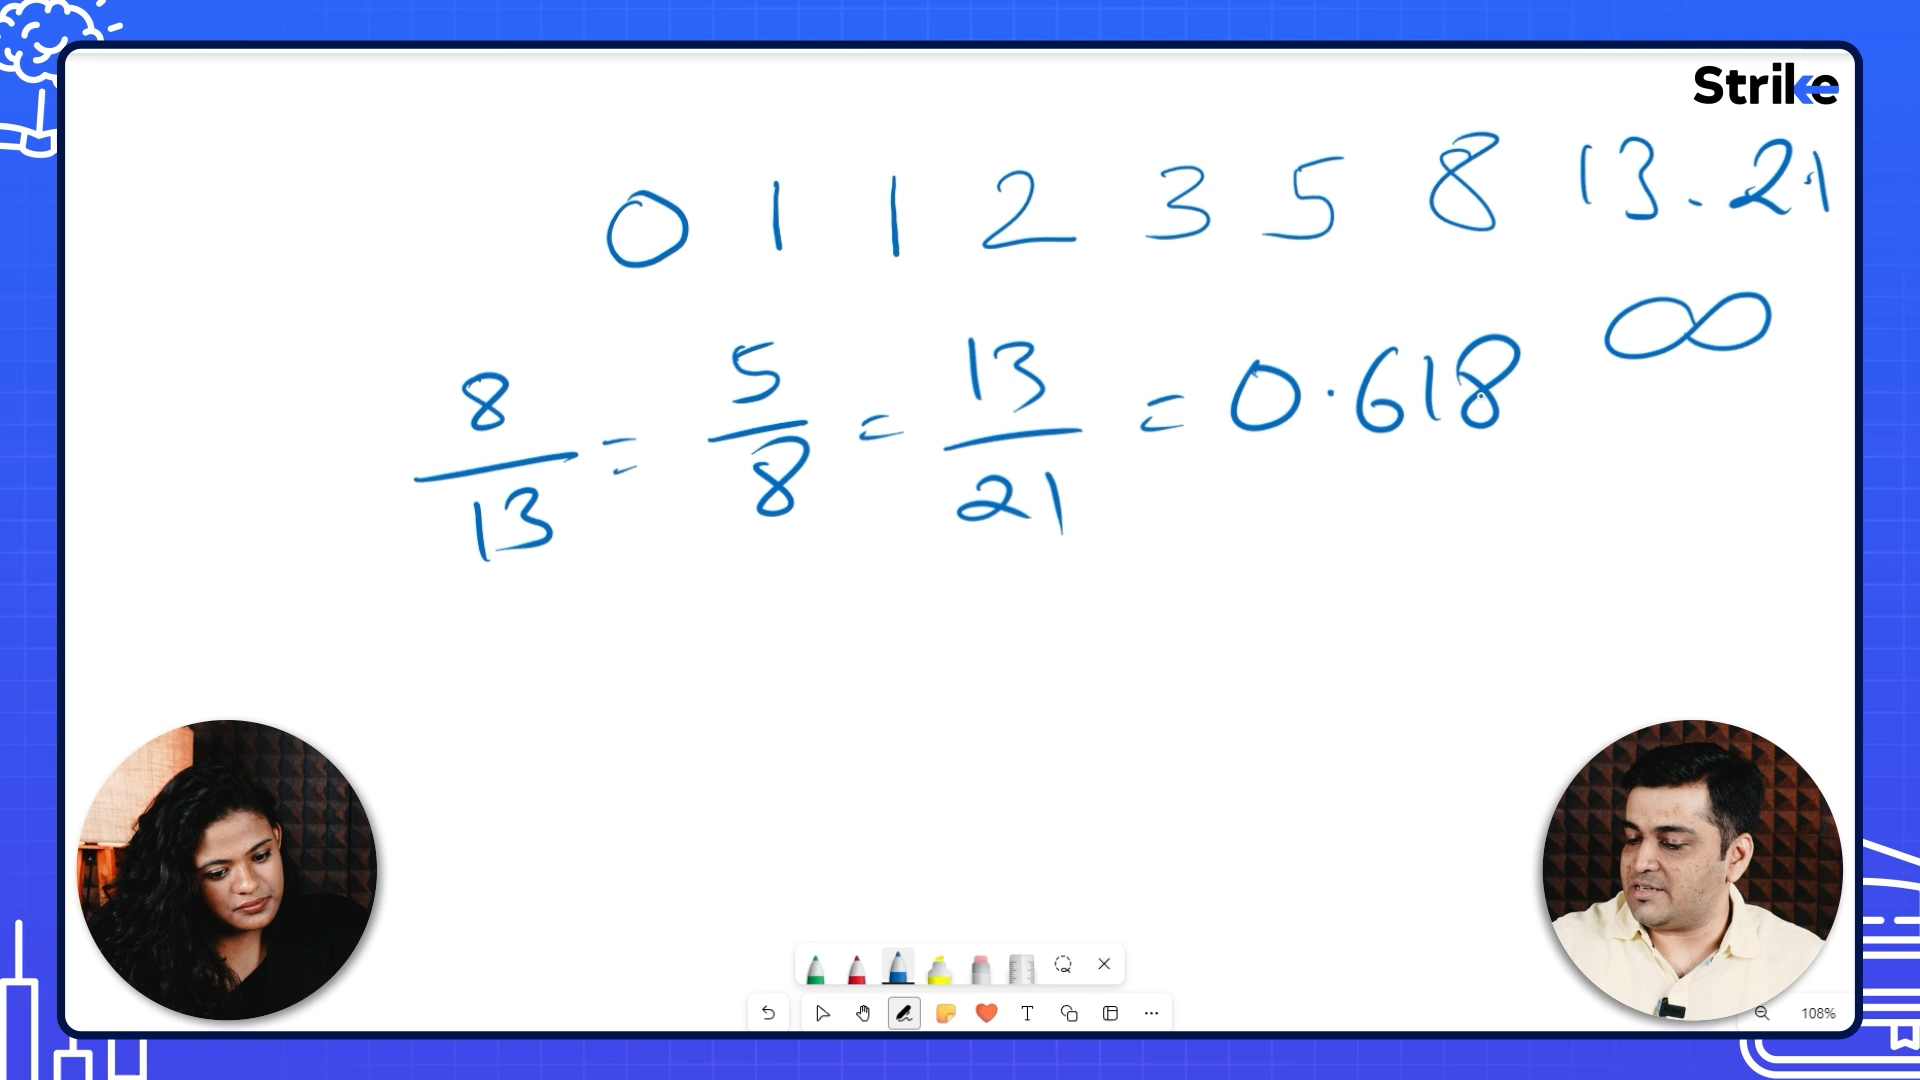 Strike
0 1 1 2 3 5 8 13. 21
∞
8/13 = 5/8 = 13/21 = 0.618
T
108%